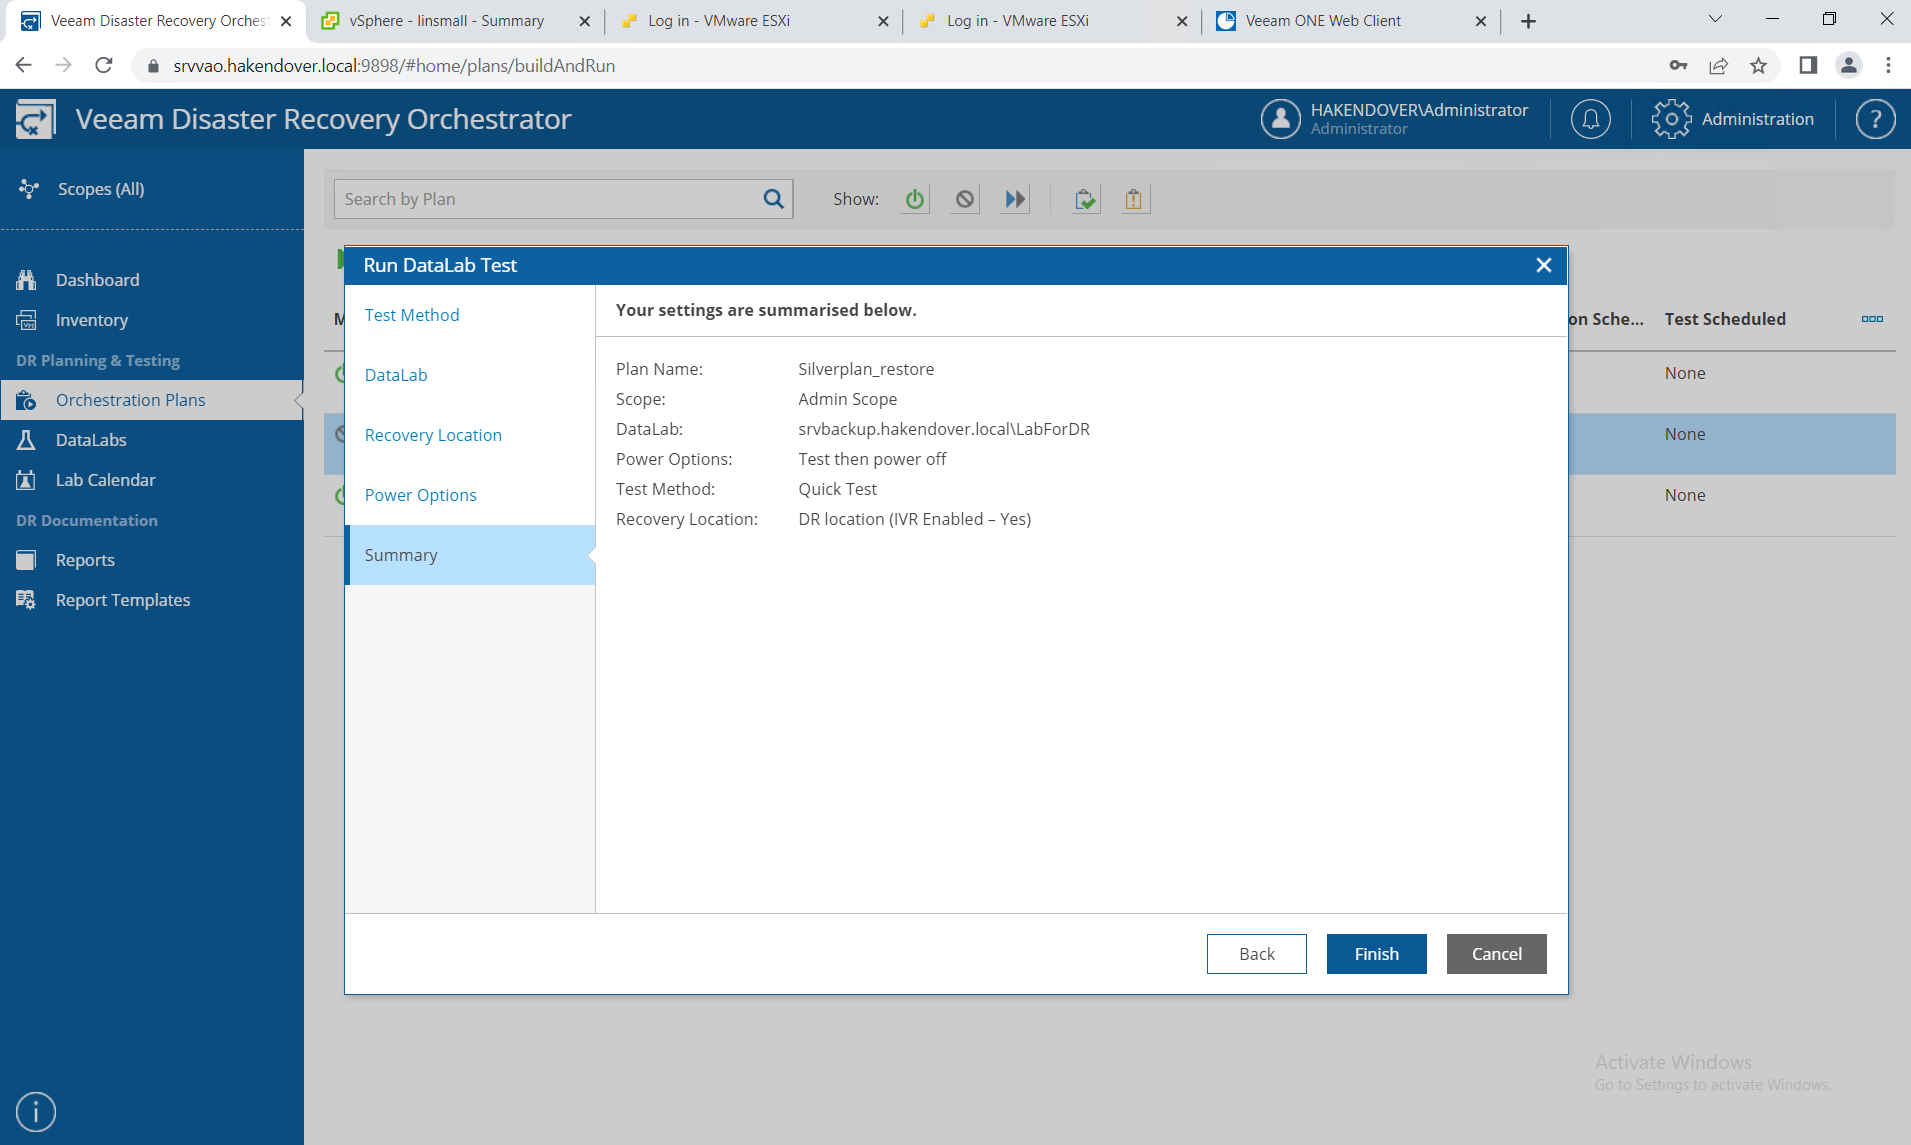 Veeam Disaster Recovery Orches
vSphere - linsmall - Summary
Log in - VMware ESXi
Log in - VMware ESXi
Veeam ONE Web Client
srvvao.hakendover.local:9898/#home/plans/buildAndRun
Veeam Disaster Recovery Orchestrator
HAKENDOVER\Administrator
Administrator
Administration
?
Scopes (All)
Search by Plan
Show:
Dashboard
Inventory
DR Planning & Testing
Orchestration Plans
DataLabs
Lab Calendar
DR Documentation
Reports
Report Templates
on Sche...
Test Scheduled
None
None
None
Run DataLab Test
Test Method
DataLab
Recovery Location
Power Options
Summary
Your settings are summarised below.
Plan Name: Silverplan_restore
Scope: Admin Scope
DataLab: srvbackup.hakendover.local\LabForDR
Power Options: Test then power off
Test Method: Quick Test
Recovery Location: DR location (IVR Enabled – Yes)
Back
Finish
Cancel
Activate Windows
Go to Settings to activate Windows.